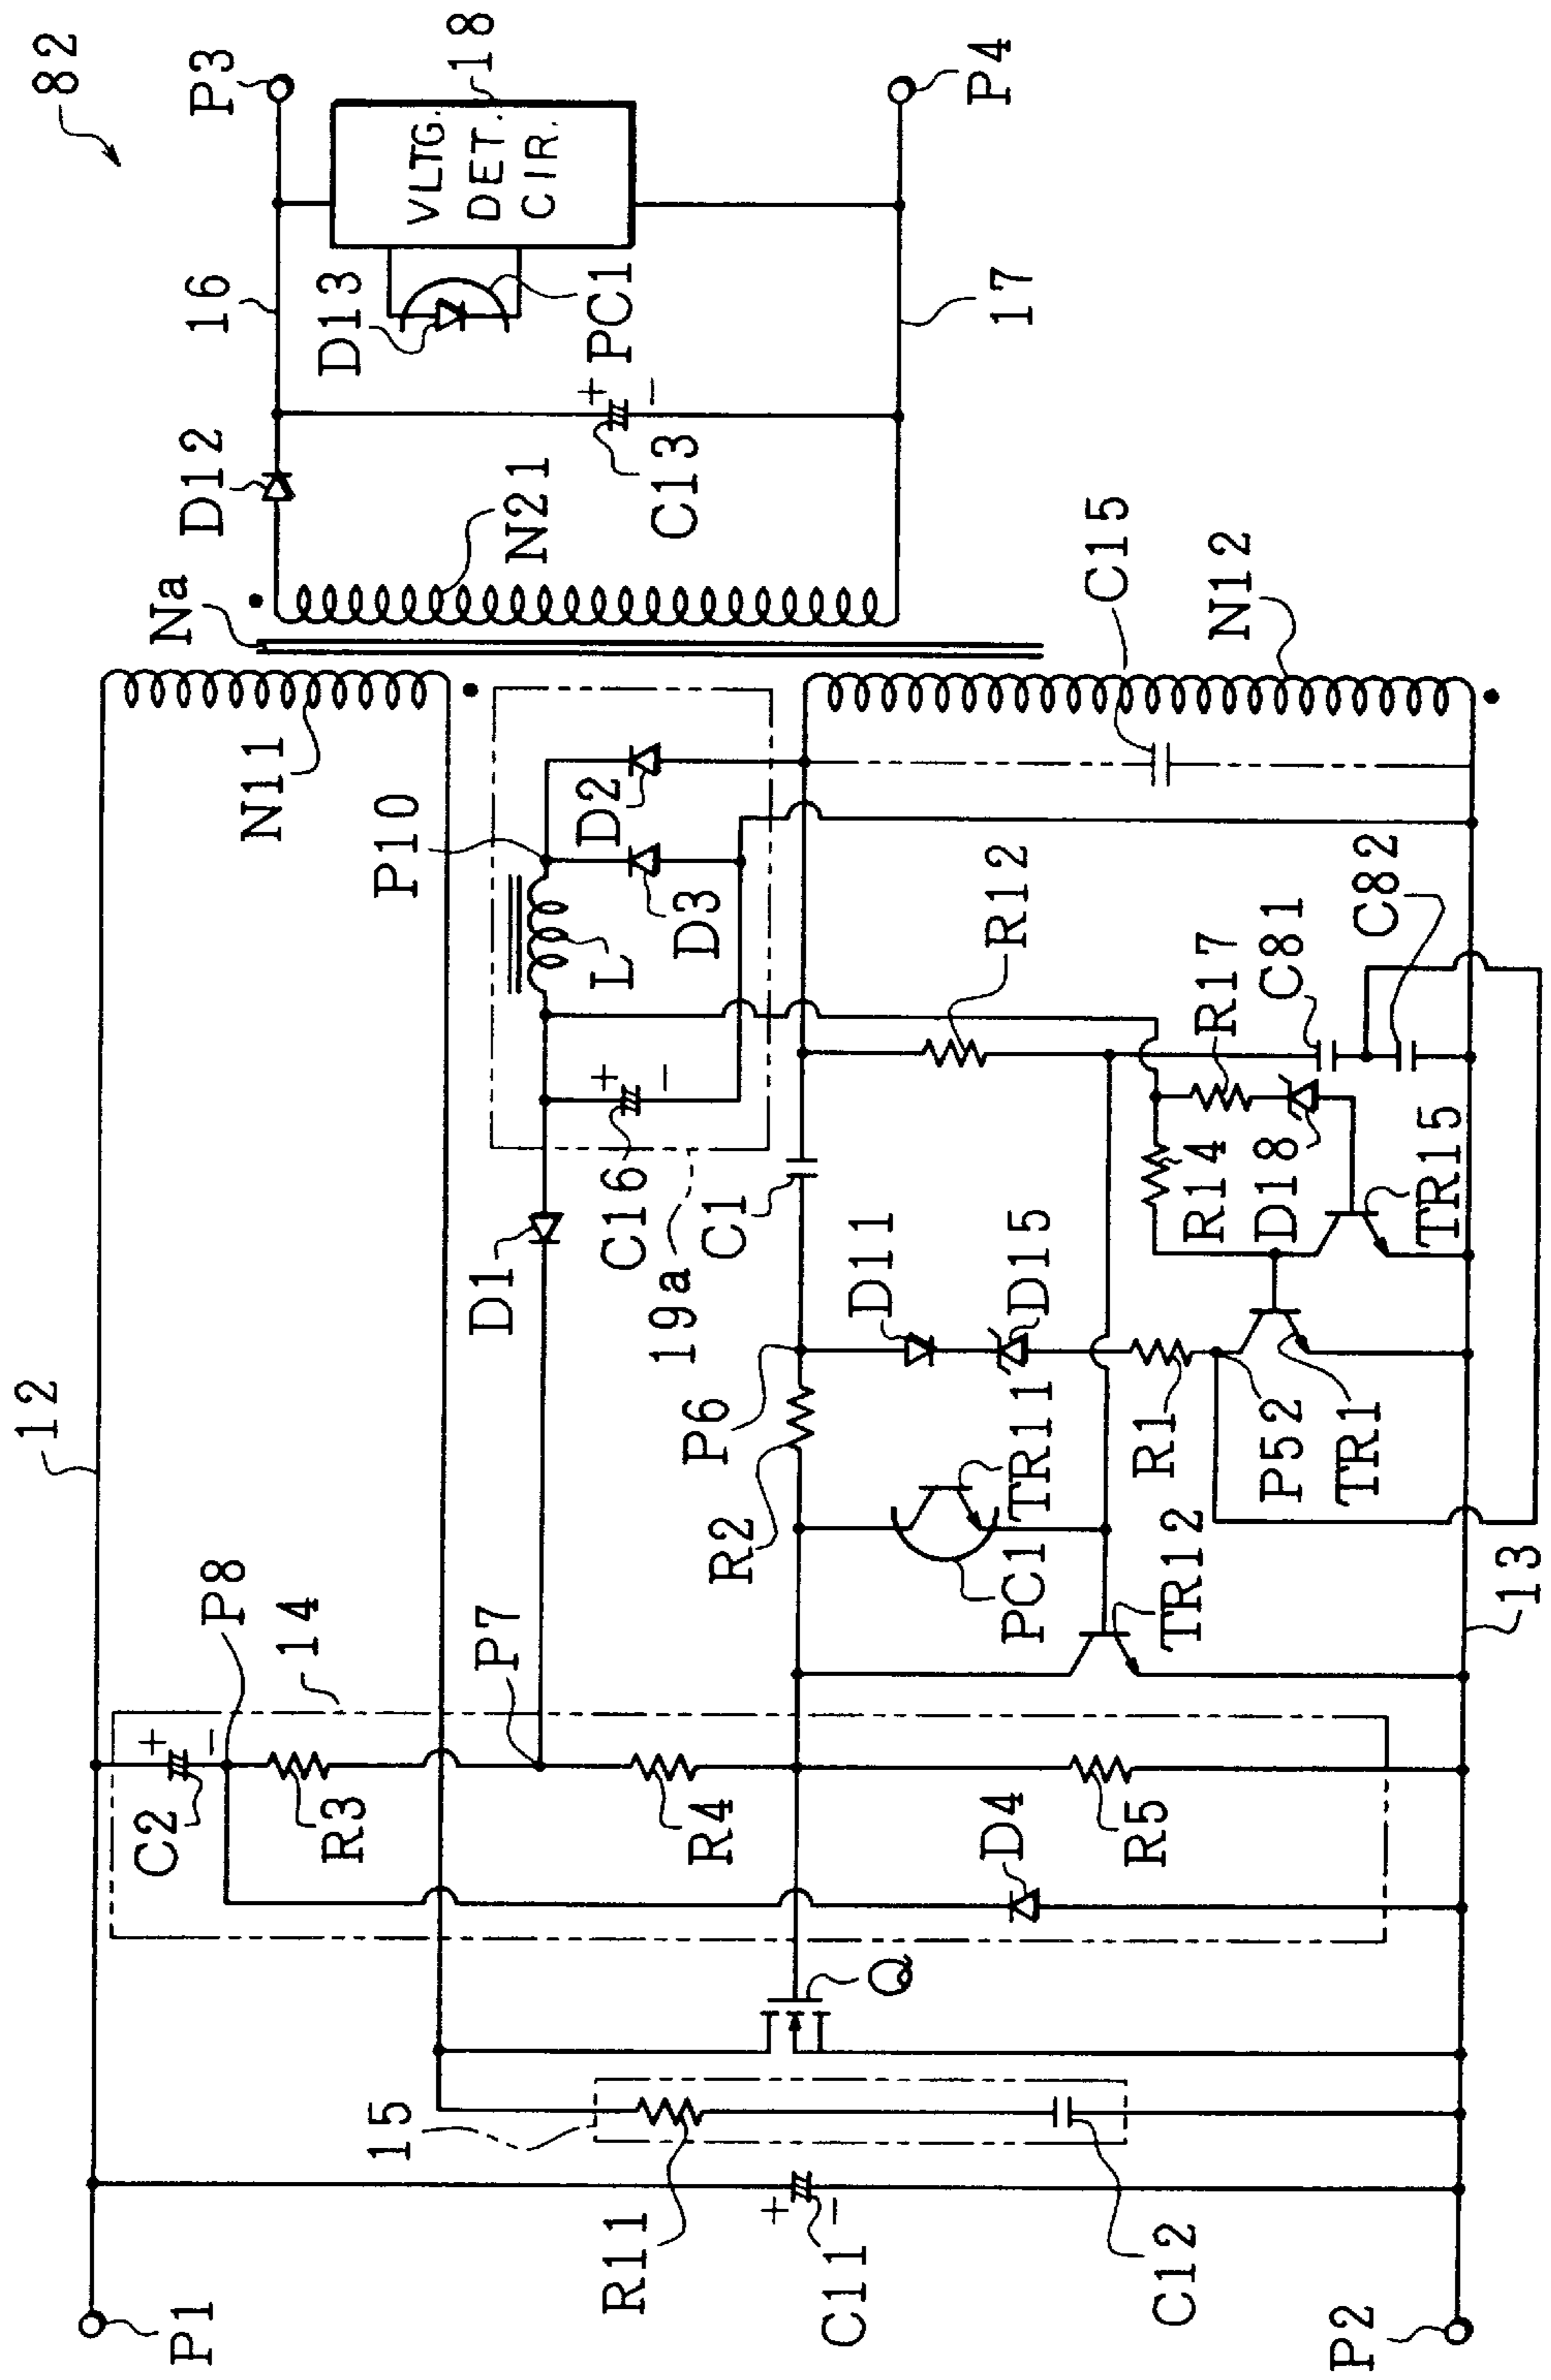 82
P3
18
VLTG.
DET.
CIR.
P4
16
D13
PC1
17
D12
N21
C13
Na
C15
N12
N11
P10
D2
D3
L
R12
C81
C82
R17
C16
19a
C1
R14
D18
TR15
D1
D11
D15
12
P6
R2
TR11
R1
P52
TR1
PC1
TR12
13
P8
14
P7
C2
R3
R4
D4
R5
Q
15
R11
C11
C12
P1
P2